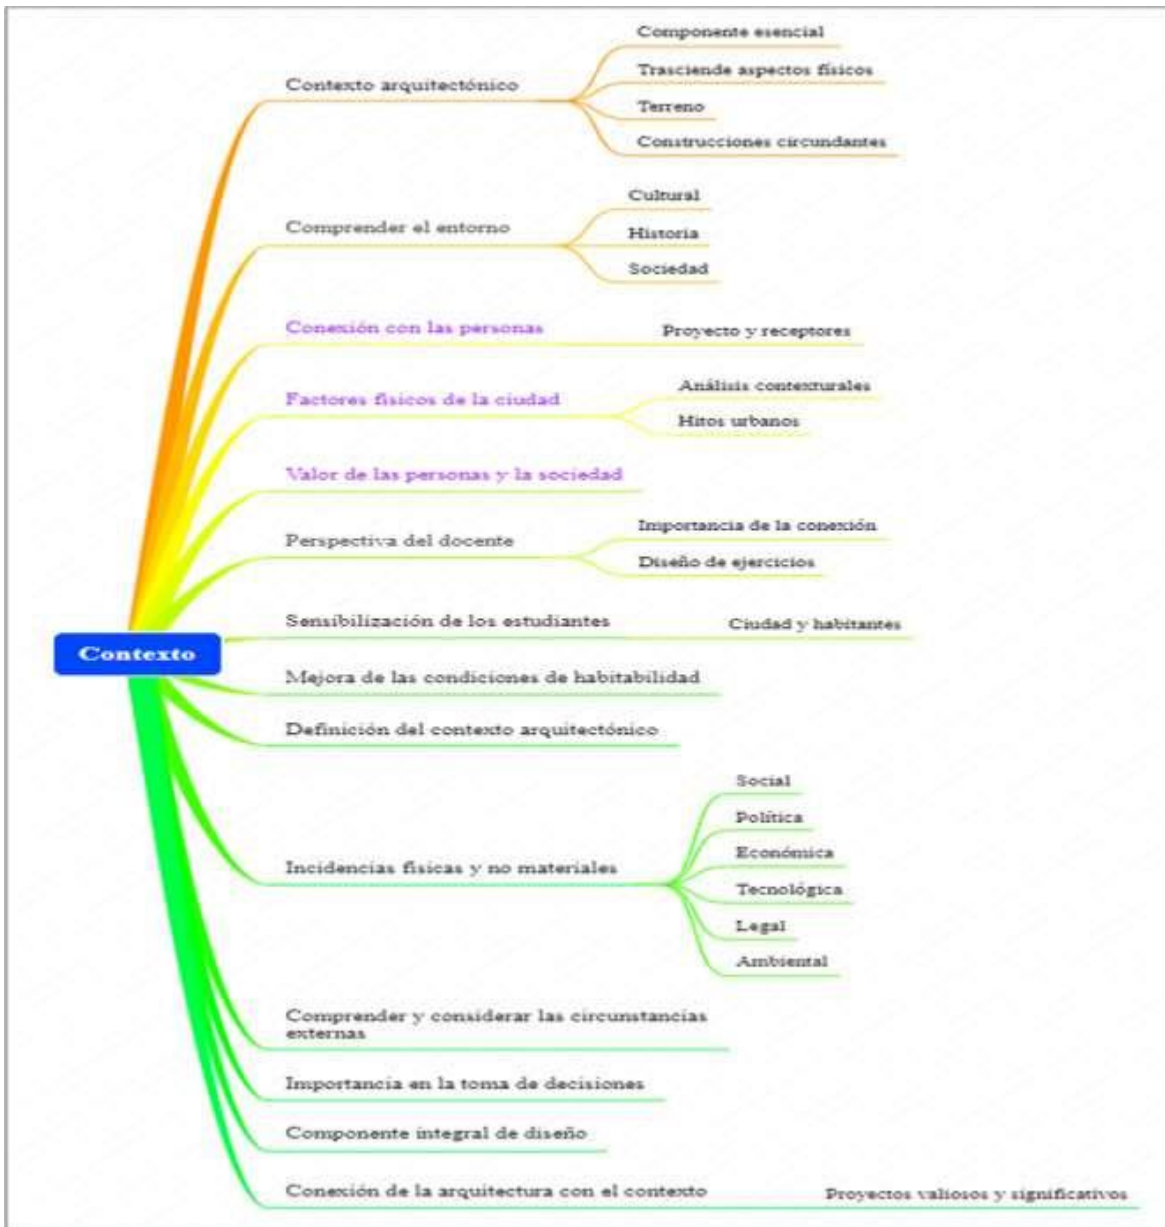 Contexto
Contexto arquitectónico
Componente esencial
Trasciende aspectos físicos
Terreno
Construcciones circundantes
Comprender el entorno
Cultural
Historia
Sociedad
Conexión con las personas
Proyecto y receptores
Factores físicos de la ciudad
Análisis contexturales
Hitos urbanos
Valor de las personas y la sociedad
Perspectiva del docente
Importancia de la conexión
Diseño de ejercicios
Sensibilización de los estudiantes
Ciudad y habitantes
Mejora de las condiciones de habitabilidad
Definición del contexto arquitectónico
Incidencias físicas y no materiales
Social
Política
Económica
Tecnológica
Legal
Ambiental
Comprender y considerar las circunstancias
externas
Importancia en la toma de decisiones
Componente integral de diseño
Conexión de la arquitectura con el contexto
Proyectos valiosos y significativos